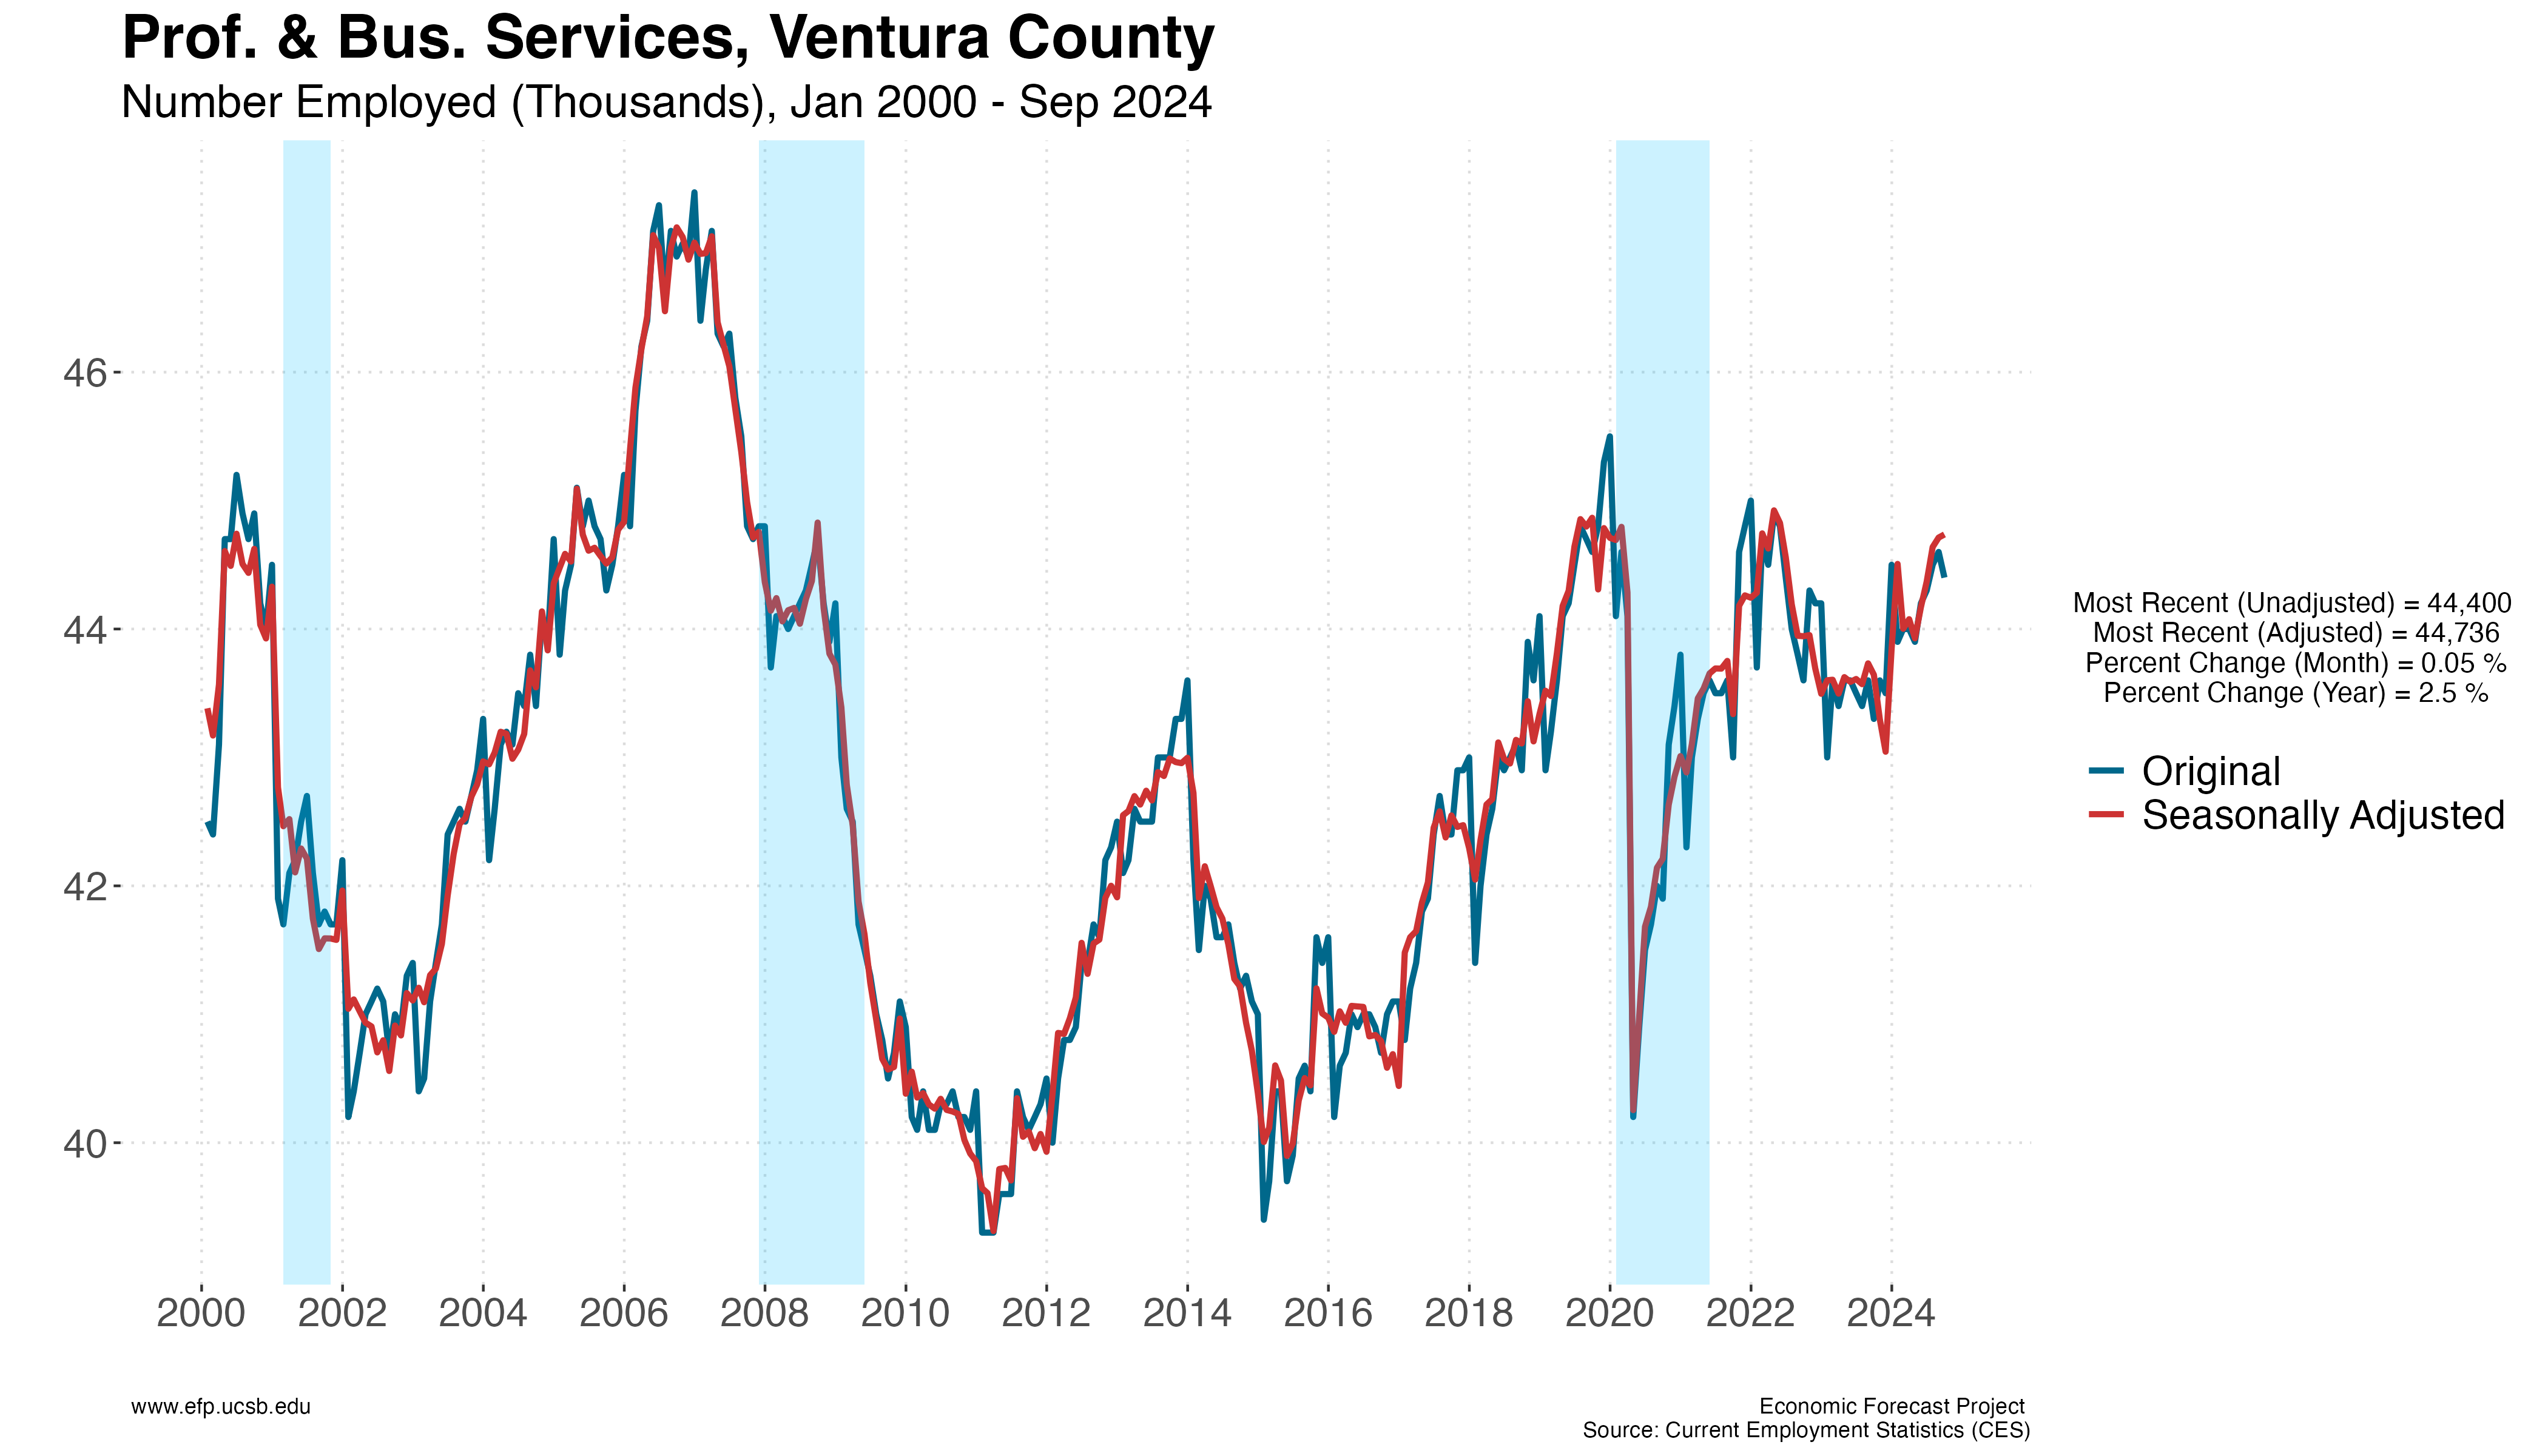 Prof. & Bus. Services, Ventura County
Number Employed (Thousands), Jan 2000 - Sep 2024
46
44
42
40
2000 2002 2004 2006 2008 2010 2012 2014 2016 2018 2020 2022 2024
Most Recent (Unadjusted) = 44,400
Most Recent (Adjusted) = 44,736
Percent Change (Month) = 0.05 %
Percent Change (Year) = 2.5 %
Original
Seasonally Adjusted
www.efp.ucsb.edu
Economic Forecast Project
Source: Current Employment Statistics (CES)